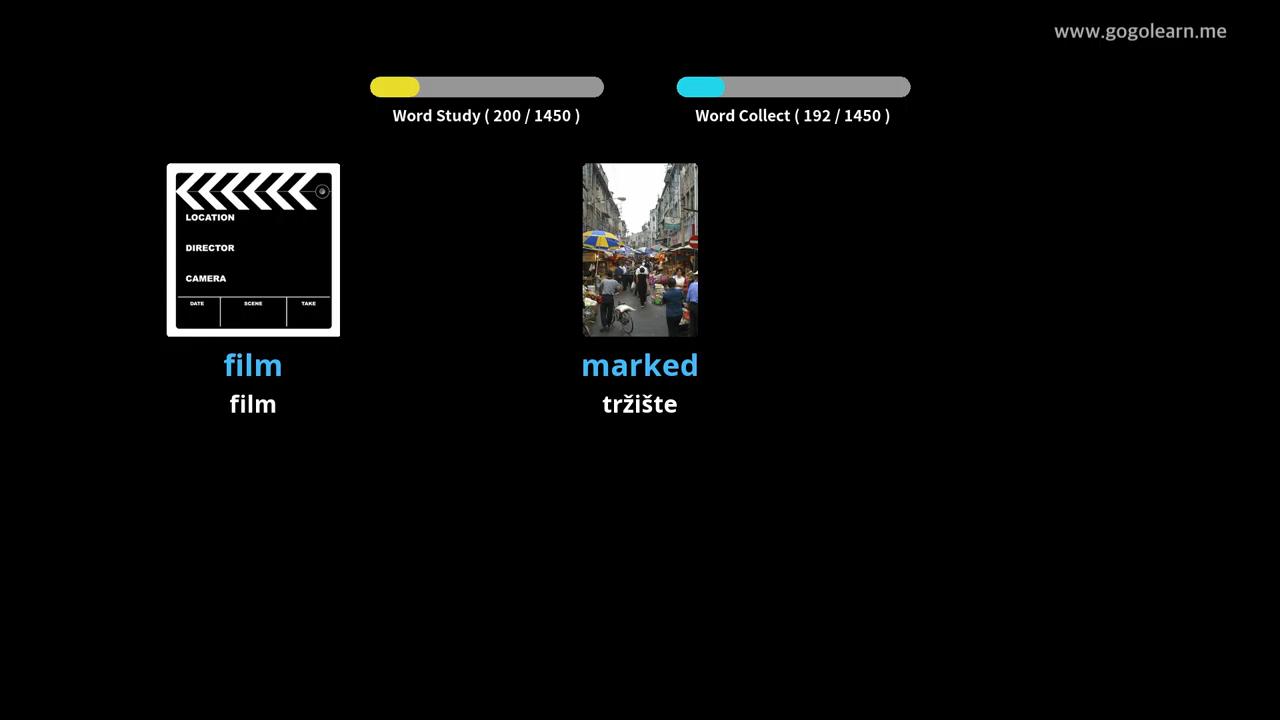 www.gogolearn.me
Word Study ( 200 / 1450 )
Word Collect ( 192 / 1450 )
LOCATION
DIRECTOR
CAMERA
DATE
SCENE
TAKE
film
marked
film
tržište